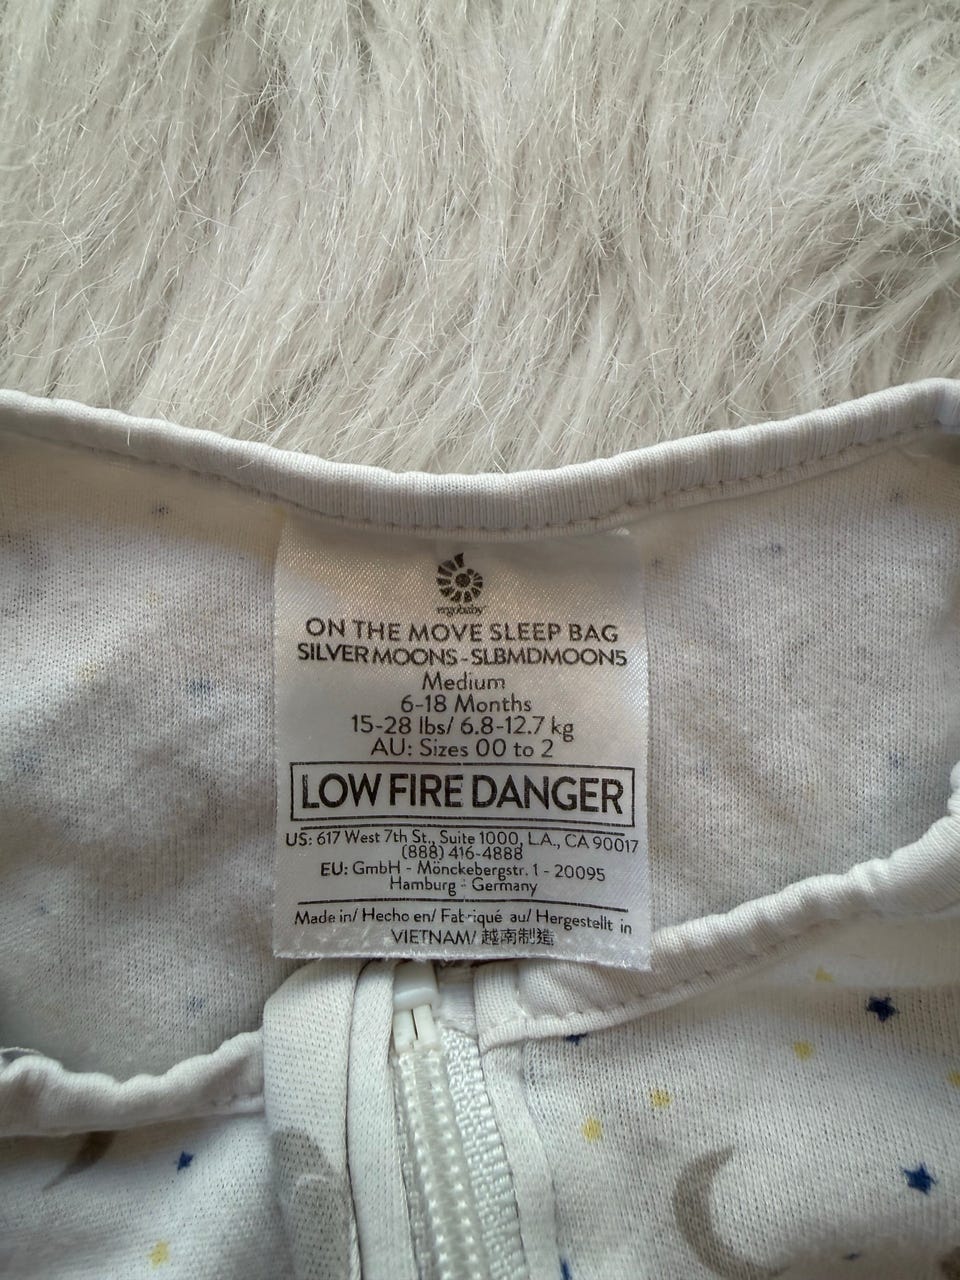 ergobaby
ON THE MOVE SLEEP BAG
SILVER MOONS - SLBMDMOON5
Medium
6-18 Months
15-28 lbs/ 6.8-12.7 kg
AU: Sizes 00 to 2
LOW FIRE DANGER
US: 617 West 7th St., Suite 1000, L.A., CA 90017
(888) 416-4888
EU: GmbH - Mönckebergstr. 1 - 20095
Hamburg - Germany
Made in/ Hecho en/ Fabriqué au/ Hergestellt in
VIETNAM/ 越南制造